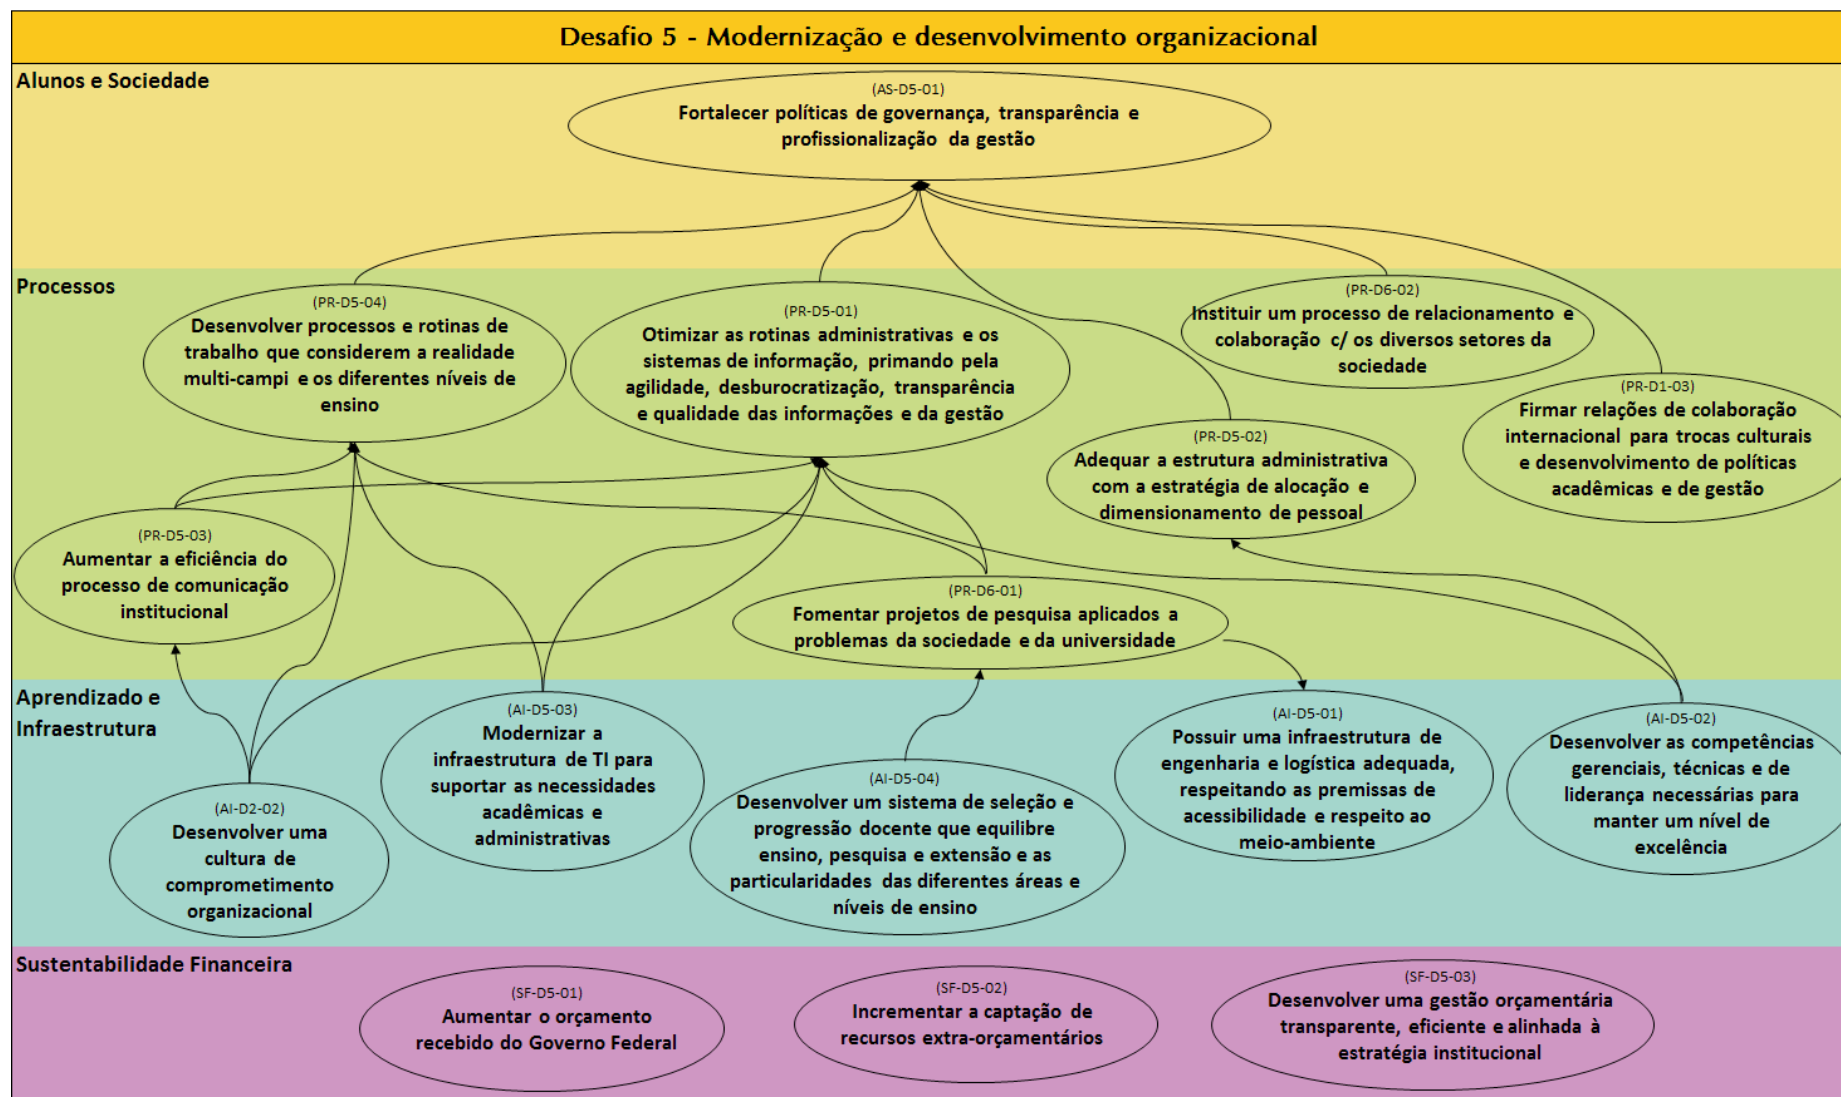 Desafio 5 - Modernização e desenvolvimento organizacional
Alunos e Sociedade
(AS-D5-01)
Fortalecer políticas de governança, transparência e
profissionalização da gestão
Processos
(PR-D5-04)
Desenvolver processos e rotinas de
trabalho que considerem a realidade
multi-campi e os diferentes níveis de
ensino
(PR-D5-01)
Otimizar as rotinas administrativas e os
sistemas de informação, primando pela
agilidade, desburocratização, transparência
e qualidade das informações e da gestão
(PR-D6-02)
Instituir um processo de relacionamento e
colaboração c/ os diversos setores da
sociedade
(PR-D1-03)
Firmar relações de colaboração
internacional para trocas culturais
e desenvolvimento de políticas
acadêmicas e de gestão
(PR-D5-02)
Adequar a estrutura administrativa
com a estratégia de alocação e
dimensionamento de pessoal
(PR-D5-03)
Aumentar a eficiência do
processo de comunicação
institucional
(PR-D6-01)
Fomentar projetos de pesquisa aplicados a
problemas da sociedade e da universidade
Aprendizado e
Infraestrutura
(AI-D2-02)
Desenvolver uma
cultura de
comprometimento
organizacional
(AI-D5-03)
Modernizar a
infraestrutura de TI para
suportar as necessidades
acadêmicas e
administrativas
(AI-D5-04)
Desenvolver um sistema de seleção e
progressão docente que equilibre
ensino, pesquisa e extensão e as
particularidades das diferentes áreas e
níveis de ensino
(AI-D5-01)
Possuir uma infraestrutura de
engenharia e logística adequada,
respeitando as premissas de
acessibilidade e respeito ao
meio-ambiente
(AI-D5-02)
Desenvolver as competências
gerenciais, técnicas e de
liderança necessárias para
manter um nível de
excelência
Sustentabilidade Financeira
(SF-D5-01)
Aumentar o orçamento
recebido do Governo Federal
(SF-D5-02)
Incrementar a captação de
recursos extra-orçamentários
(SF-D5-03)
Desenvolver uma gestão orçamentária
transparente, eficiente e alinhada à
estratégia institucional